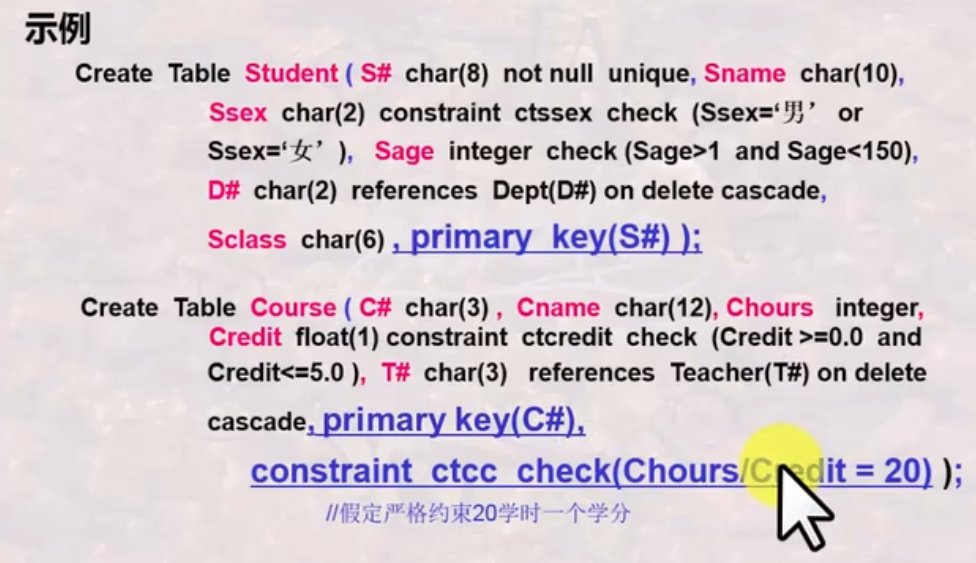 示例
Create Table Student ( S# char(8) not null unique, Sname char(10),
Ssex char(2) constraint ctssex check (Ssex=‘男’ or
Ssex=‘女’ ), Sage integer check (Sage>1 and Sage<150),
D# char(2) references Dept(D#) on delete cascade,
Sclass char(6) , primary key(S#) );
Create Table Course ( C# char(3) , Cname char(12), Chours integer,
Credit float(1) constraint ctcredit check (Credit >=0.0 and
Credit<=5.0 ), T# char(3) references Teacher(T#) on delete
cascade, primary key(C#),
constraint ctcc check(Chours/Credit = 20) );
//假定严格约束20学时一个学分